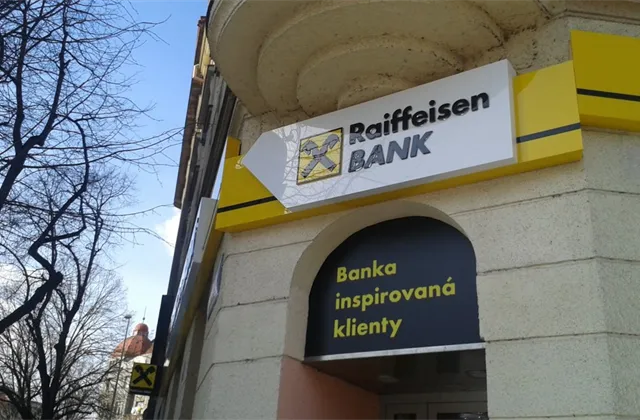 Raiffeisen
BANK
Banka
inspirovaná
klienty